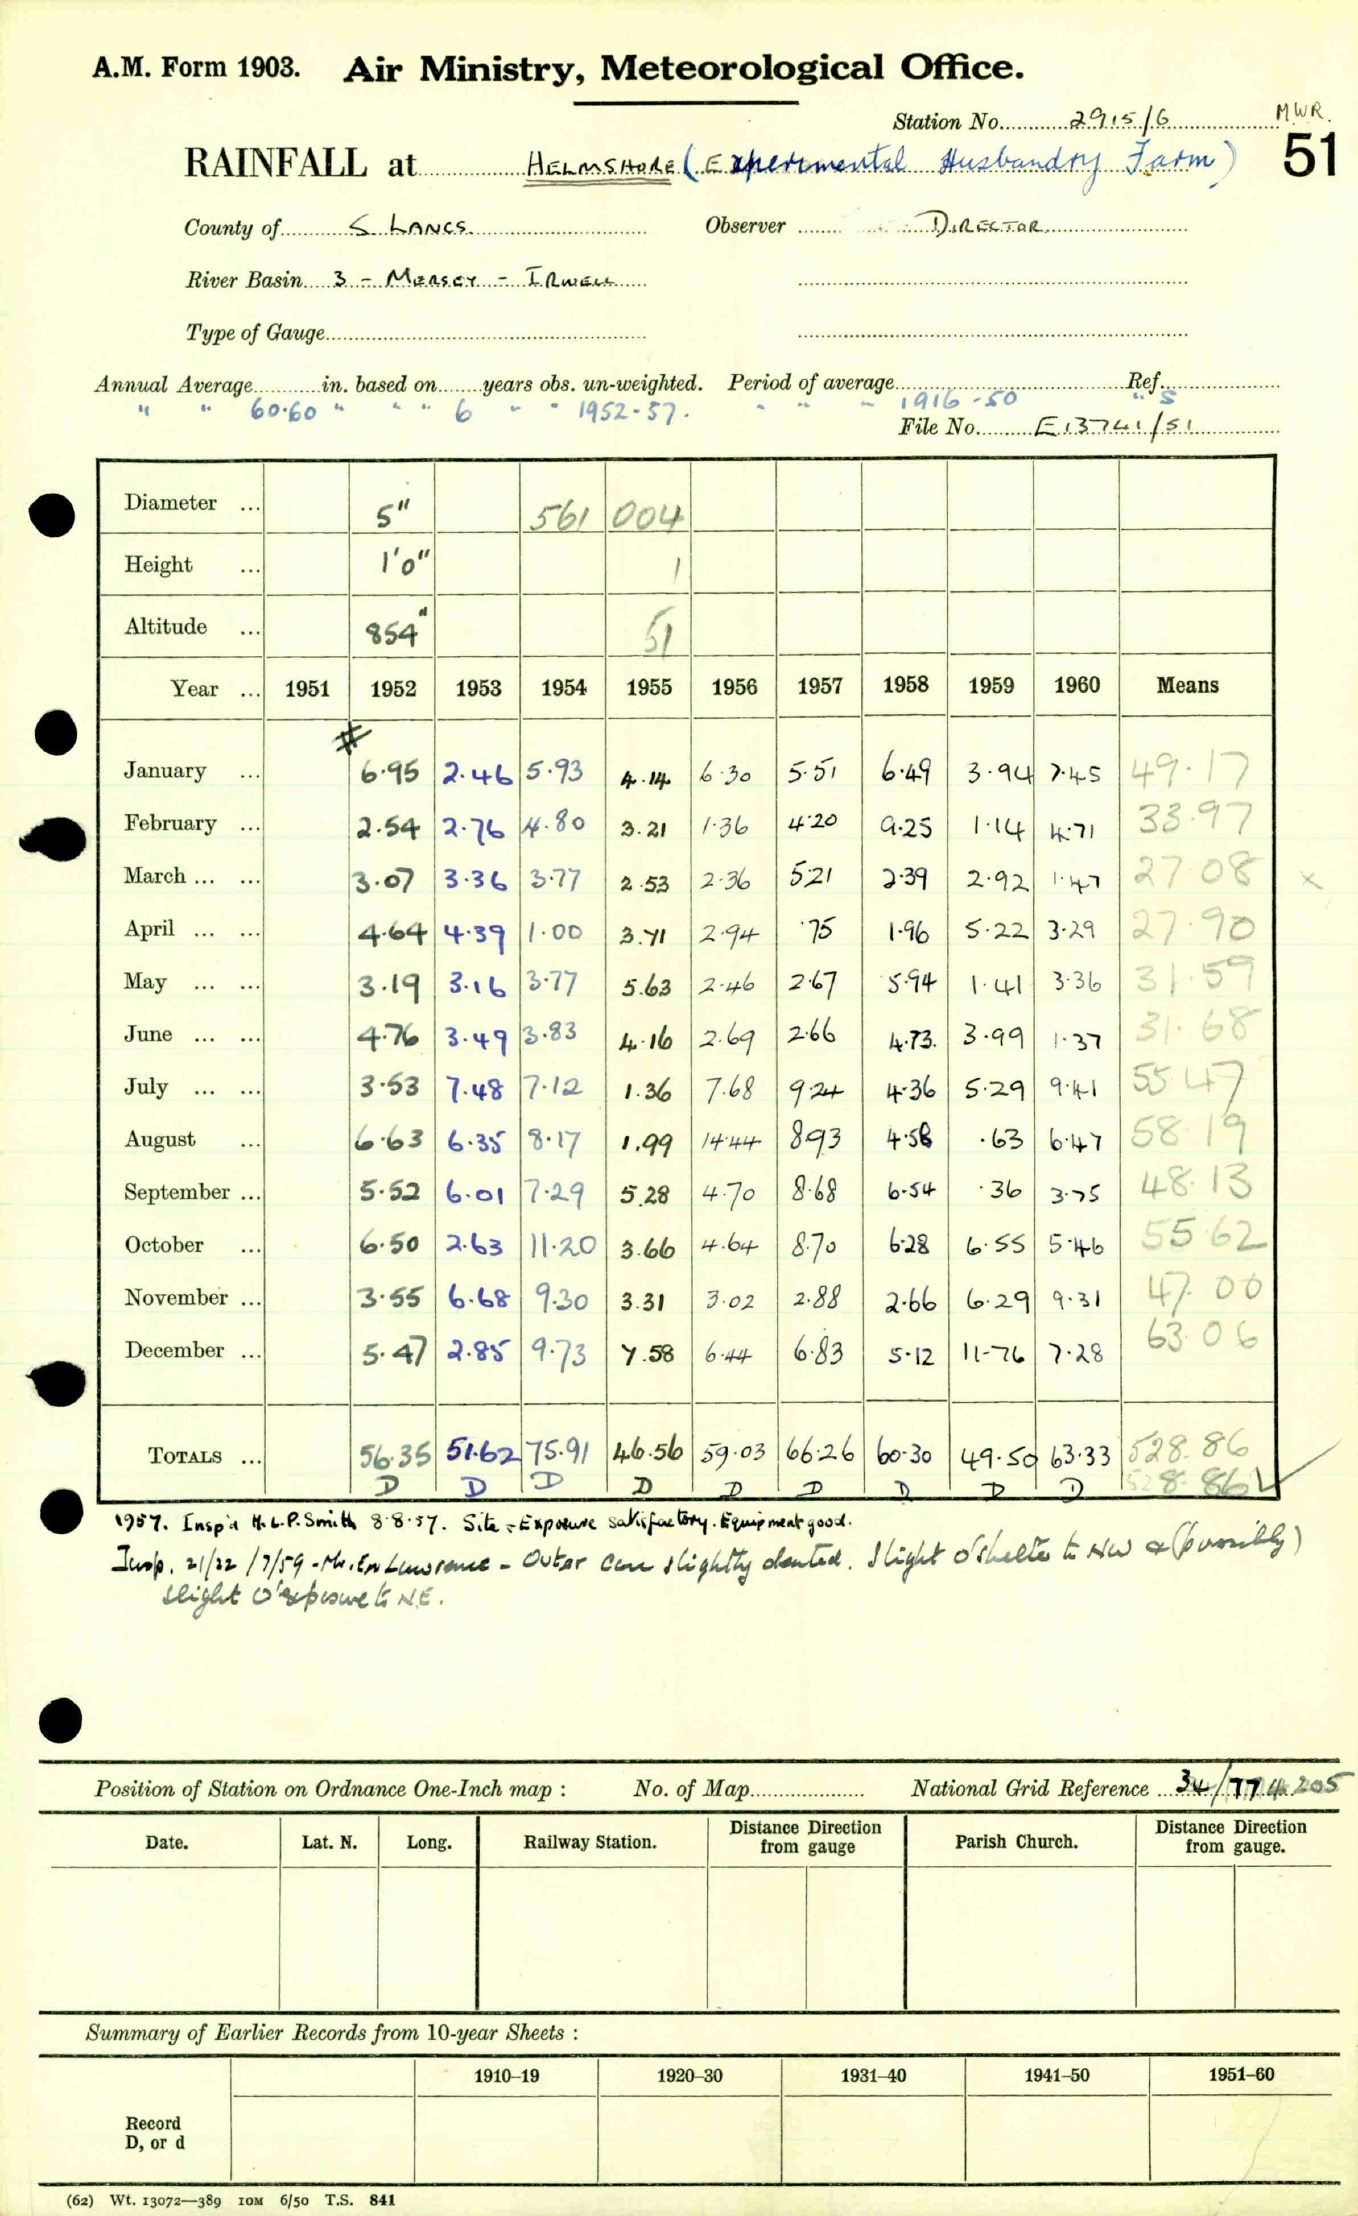 A.M. Form 1903. Air Ministry, Meteorological Office.
Station No. 2915/6 MWR.
RAINFALL at HELMSHORE (Experimental Husbandry Farm) 51
County of S LANCS. Observer DIRECTOR
River Basin 3 - MERSEY - IRWELL
Type of Gauge
Annual Average in. based on years obs. un-weighted. Period of average Ref.
" " 60.60 " " " 6 " " 1952-57. " " " 1916-50 " 5
File No. E13741/51
Diameter ... 5" 561 004
Height ... 1'0" 1
Altitude ... 854" 51
Year ... 1951 1952 1953 1954 1955 1956 1957 1958 1959 1960 Means
#
January ... 6.95 2.46 5.93 4.14 6.30 5.51 6.49 3.94 7.45 49.17
February ... 2.54 2.76 4.80 3.21 1.36 4.20 9.25 1.14 4.71 33.97
March ... ... 3.07 3.36 3.77 2.53 2.36 5.21 2.39 2.92 1.47 27.08 x
April ... ... 4.64 4.39 1.00 3.71 2.94 .75 1.96 5.22 3.29 27.90
May ... ... 3.19 3.16 3.77 5.63 2.46 2.67 5.94 1.41 3.36 31.59
June ... ... 4.76 3.49 3.83 4.16 2.69 2.66 4.73. 3.99 1.37 31.68
July ... ... 3.53 7.48 7.12 1.36 7.68 9.24 4.36 5.29 9.41 55.47
August ... 6.63 6.35 8.17 1.99 14.44 8.93 4.58 .63 6.47 58.19
September ... 5.52 6.01 7.29 5.28 4.70 8.68 6.54 .36 3.75 48.13
October ... 6.50 2.63 11.20 3.66 4.64 8.70 6.28 6.55 5.46 55.62
November ... 3.55 6.68 9.30 3.31 3.02 2.88 2.66 6.29 9.31 47.00
December ... 5.47 2.85 9.73 7.58 6.44 6.83 5.12 11.76 7.28 63.06
TOTALS ... 56.35 51.62 75.91 46.56 59.03 66.26 60.30 49.50 63.33 528.86
D D D D D D D D D 528.86 ✓
1957. Insp'd H.L.P. Smith 8.8.57. Site & Exposure satisfactory. Equipment good.
Insp. 21/22/7/59 - Mr. Lawrence - Outer can slightly dented. Slight o'shelter to NW & (possibly)
slight o'exposure to N.E.
Position of Station on Ordnance One-Inch map : No. of Map National Grid Reference 34/774205
Date. Lat. N. Long. Railway Station. Distance Direction from gauge Parish Church. Distance Direction from gauge.
Summary of Earlier Records from 10-year Sheets :
1910–19 1920–30 1931–40 1941–50 1951–60
Record
D, or d
(62) Wt. 13072—389 10M 6/50 T.S. 841